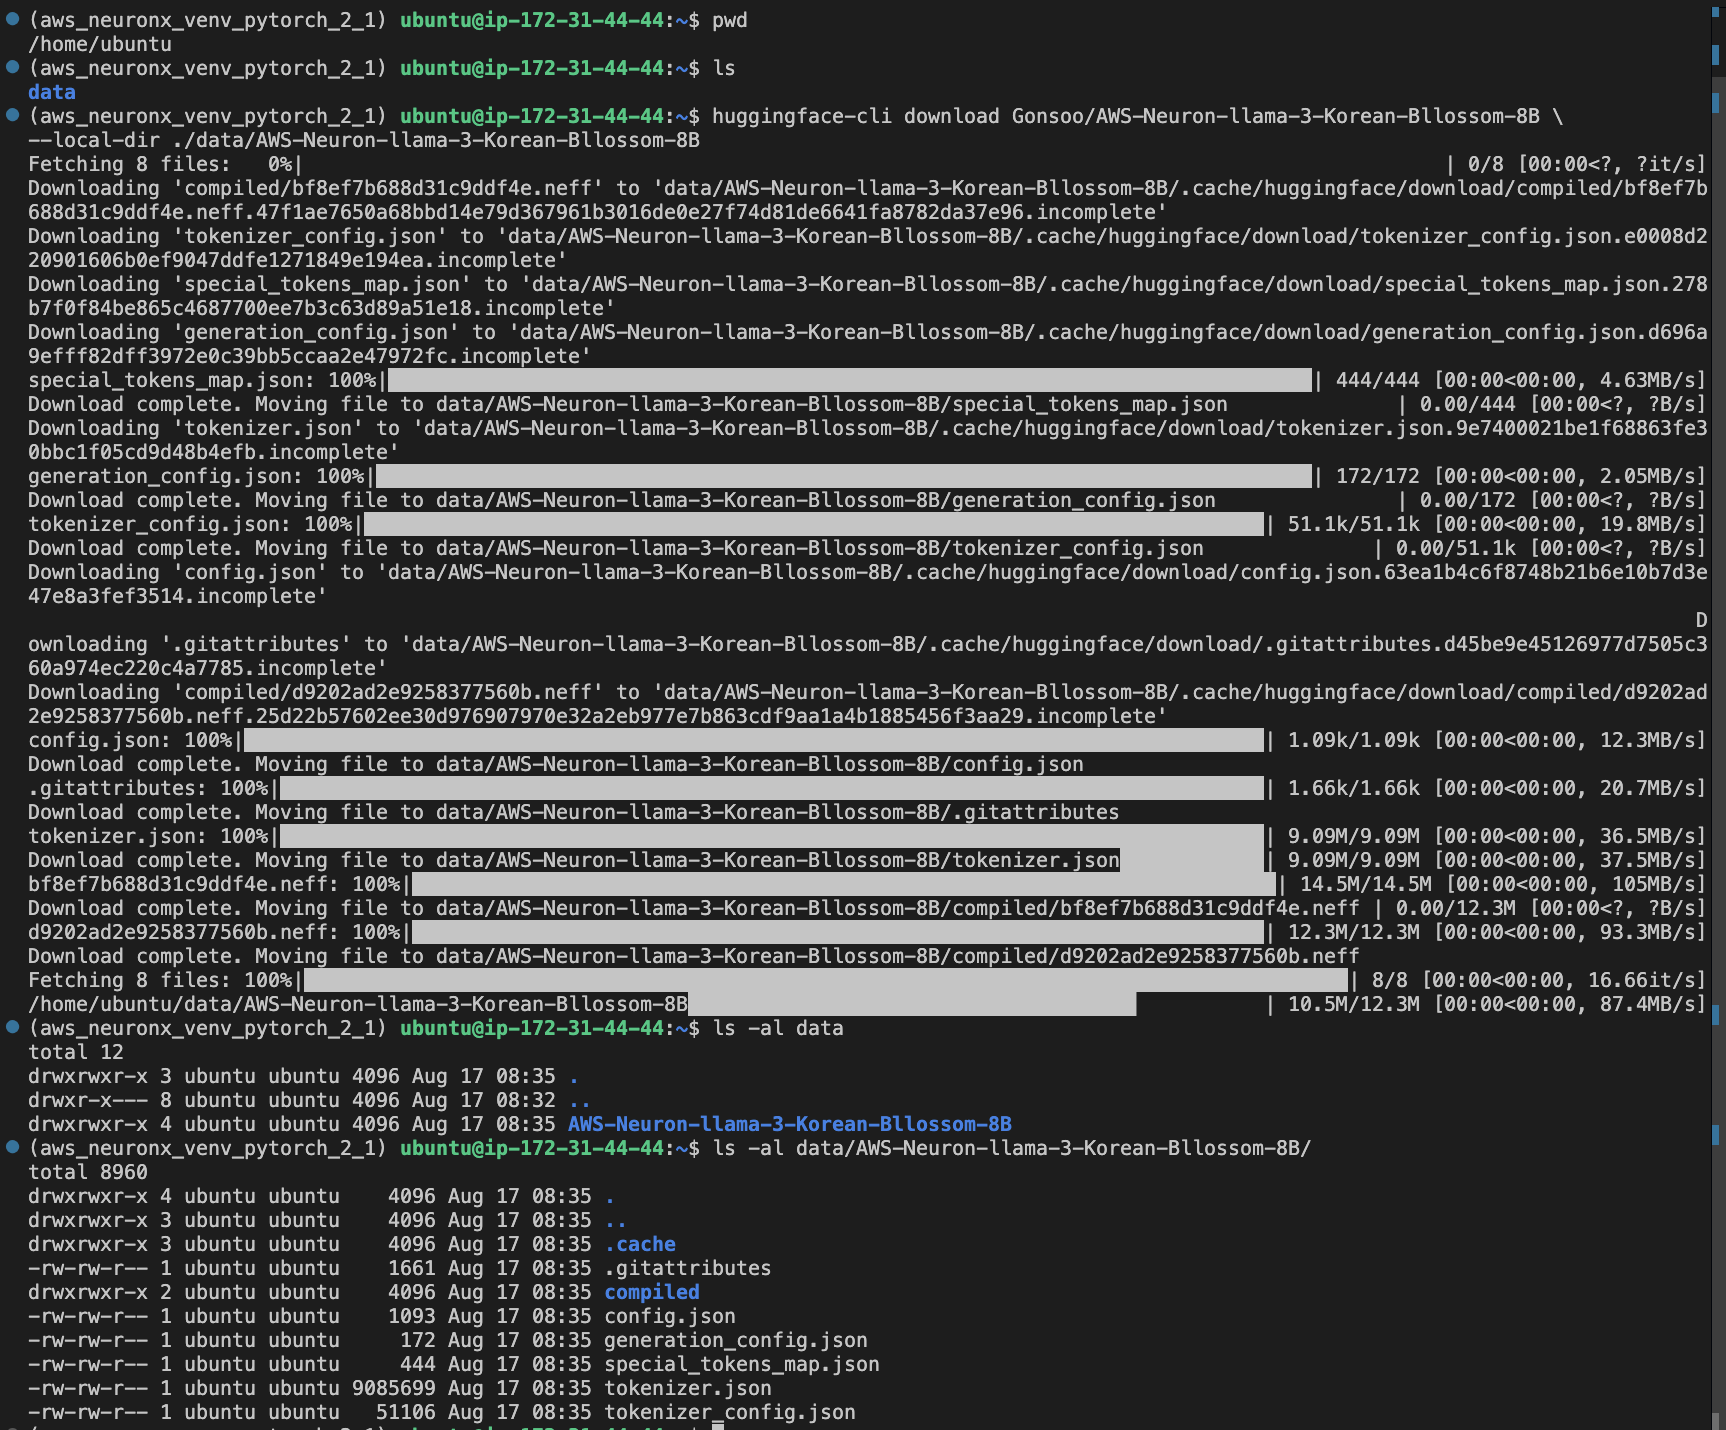 (aws_neuronx_venv_pytorch_2_1) ubuntu@ip-172-31-44-44:~$ pwd
/home/ubuntu
(aws_neuronx_venv_pytorch_2_1) ubuntu@ip-172-31-44-44:~$ ls
data
(aws_neuronx_venv_pytorch_2_1) ubuntu@ip-172-31-44-44:~$ huggingface-cli download Gonsoo/AWS-Neuron-llama-3-Korean-Bllossom-8B \
--local-dir ./data/AWS-Neuron-llama-3-Korean-Bllossom-8B
Fetching 8 files:   0%|                    | 0/8 [00:00<?, ?it/s]
Downloading 'compiled/bf8ef7b688d31c9ddf4e.neff' to 'data/AWS-Neuron-llama-3-Korean-Bllossom-8B/.cache/huggingface/download/compiled/bf8ef7b
688d31c9ddf4e.neff.47f1ae7650a68bbd14e79d367961b3016de0e27f74d81de6641fa8782da37e96.incomplete'
Downloading 'tokenizer_config.json' to 'data/AWS-Neuron-llama-3-Korean-Bllossom-8B/.cache/huggingface/download/tokenizer_config.json.e0008d2
20901606b0ef9047ddfe1271849e194ea.incomplete'
Downloading 'special_tokens_map.json' to 'data/AWS-Neuron-llama-3-Korean-Bllossom-8B/.cache/huggingface/download/special_tokens_map.json.278
b7f0f84be865c4687700ee7b3c63d89a51e18.incomplete'
Downloading 'generation_config.json' to 'data/AWS-Neuron-llama-3-Korean-Bllossom-8B/.cache/huggingface/download/generation_config.json.d696a
9efff82dff3972e0c39bb5ccaa2e47972fc.incomplete'
special_tokens_map.json: 100%|                    | 444/444 [00:00<00:00, 4.63MB/s]
Download complete. Moving file to data/AWS-Neuron-llama-3-Korean-Bllossom-8B/special_tokens_map.json              | 0.00/444 [00:00<?, ?B/s]
Downloading 'tokenizer.json' to 'data/AWS-Neuron-llama-3-Korean-Bllossom-8B/.cache/huggingface/download/tokenizer.json.9e7400021be1f68863fe3
0bbc1f05cd9d48b4efb.incomplete'
generation_config.json: 100%|                    | 172/172 [00:00<00:00, 2.05MB/s]
Download complete. Moving file to data/AWS-Neuron-llama-3-Korean-Bllossom-8B/generation_config.json               | 0.00/172 [00:00<?, ?B/s]
tokenizer_config.json: 100%|                    | 51.1k/51.1k [00:00<00:00, 19.8MB/s]
Download complete. Moving file to data/AWS-Neuron-llama-3-Korean-Bllossom-8B/tokenizer_config.json              | 0.00/51.1k [00:00<?, ?B/s]
Downloading 'config.json' to 'data/AWS-Neuron-llama-3-Korean-Bllossom-8B/.cache/huggingface/download/config.json.63ea1b4c6f8748b21b6e10b7d3e
47e8a3fef3514.incomplete'
D
ownloading '.gitattributes' to 'data/AWS-Neuron-llama-3-Korean-Bllossom-8B/.cache/huggingface/download/.gitattributes.d45be9e45126977d7505c3
60a974ec220c4a7785.incomplete'
Downloading 'compiled/d9202ad2e9258377560b.neff' to 'data/AWS-Neuron-llama-3-Korean-Bllossom-8B/.cache/huggingface/download/compiled/d9202ad
2e9258377560b.neff.25d22b57602ee30d976907970e32a2eb977e7b863cdf9aa1a4b1885456f3aa29.incomplete'
config.json: 100%|                    | 1.09k/1.09k [00:00<00:00, 12.3MB/s]
Download complete. Moving file to data/AWS-Neuron-llama-3-Korean-Bllossom-8B/config.json
.gitattributes: 100%|                    | 1.66k/1.66k [00:00<00:00, 20.7MB/s]
Download complete. Moving file to data/AWS-Neuron-llama-3-Korean-Bllossom-8B/.gitattributes
tokenizer.json: 100%|                    | 9.09M/9.09M [00:00<00:00, 36.5MB/s]
Download complete. Moving file to data/AWS-Neuron-llama-3-Korean-Bllossom-8B/tokenizer.json            | 9.09M/9.09M [00:00<00:00, 37.5MB/s]
bf8ef7b688d31c9ddf4e.neff: 100%|                    | 14.5M/14.5M [00:00<00:00, 105MB/s]
Download complete. Moving file to data/AWS-Neuron-llama-3-Korean-Bllossom-8B/compiled/bf8ef7b688d31c9ddf4e.neff | 0.00/12.3M [00:00<?, ?B/s]
d9202ad2e9258377560b.neff: 100%|                    | 12.3M/12.3M [00:00<00:00, 93.3MB/s]
Download complete. Moving file to data/AWS-Neuron-llama-3-Korean-Bllossom-8B/compiled/d9202ad2e9258377560b.neff
Fetching 8 files: 100%|                    | 8/8 [00:00<00:00, 16.66it/s]
/home/ubuntu/data/AWS-Neuron-llama-3-Korean-Bllossom-8B                    | 10.5M/12.3M [00:00<00:00, 87.4MB/s]
(aws_neuronx_venv_pytorch_2_1) ubuntu@ip-172-31-44-44:~$ ls -al data
total 12
drwxrwxr-x 3 ubuntu ubuntu 4096 Aug 17 08:35 .
drwxr-x--- 8 ubuntu ubuntu 4096 Aug 17 08:32 ..
drwxrwxr-x 4 ubuntu ubuntu 4096 Aug 17 08:35 AWS-Neuron-llama-3-Korean-Bllossom-8B
(aws_neuronx_venv_pytorch_2_1) ubuntu@ip-172-31-44-44:~$ ls -al data/AWS-Neuron-llama-3-Korean-Bllossom-8B/
total 8960
drwxrwxr-x 4 ubuntu ubuntu    4096 Aug 17 08:35 .
drwxrwxr-x 3 ubuntu ubuntu    4096 Aug 17 08:35 ..
drwxrwxr-x 3 ubuntu ubuntu    4096 Aug 17 08:35 .cache
-rw-rw-r-- 1 ubuntu ubuntu    1661 Aug 17 08:35 .gitattributes
drwxrwxr-x 2 ubuntu ubuntu    4096 Aug 17 08:35 compiled
-rw-rw-r-- 1 ubuntu ubuntu    1093 Aug 17 08:35 config.json
-rw-rw-r-- 1 ubuntu ubuntu     172 Aug 17 08:35 generation_config.json
-rw-rw-r-- 1 ubuntu ubuntu     444 Aug 17 08:35 special_tokens_map.json
-rw-rw-r-- 1 ubuntu ubuntu 9085699 Aug 17 08:35 tokenizer.json
-rw-rw-r-- 1 ubuntu ubuntu   51106 Aug 17 08:35 tokenizer_config.json